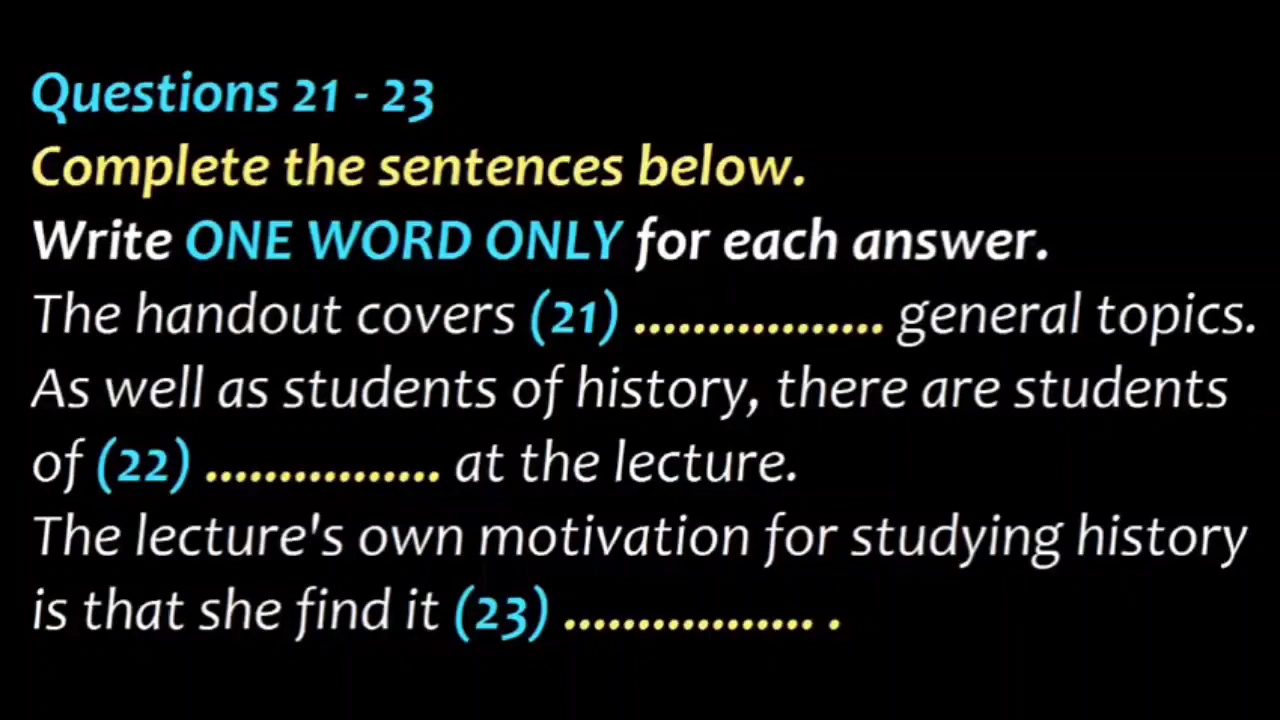 Questions 21 - 23
Complete the sentences below.
Write ONE WORD ONLY for each answer.
The handout covers (21) ................. general topics.
As well as students of history, there are students
of (22) ................ at the lecture.
The lecture's own motivation for studying history
is that she find it (23) ................. .